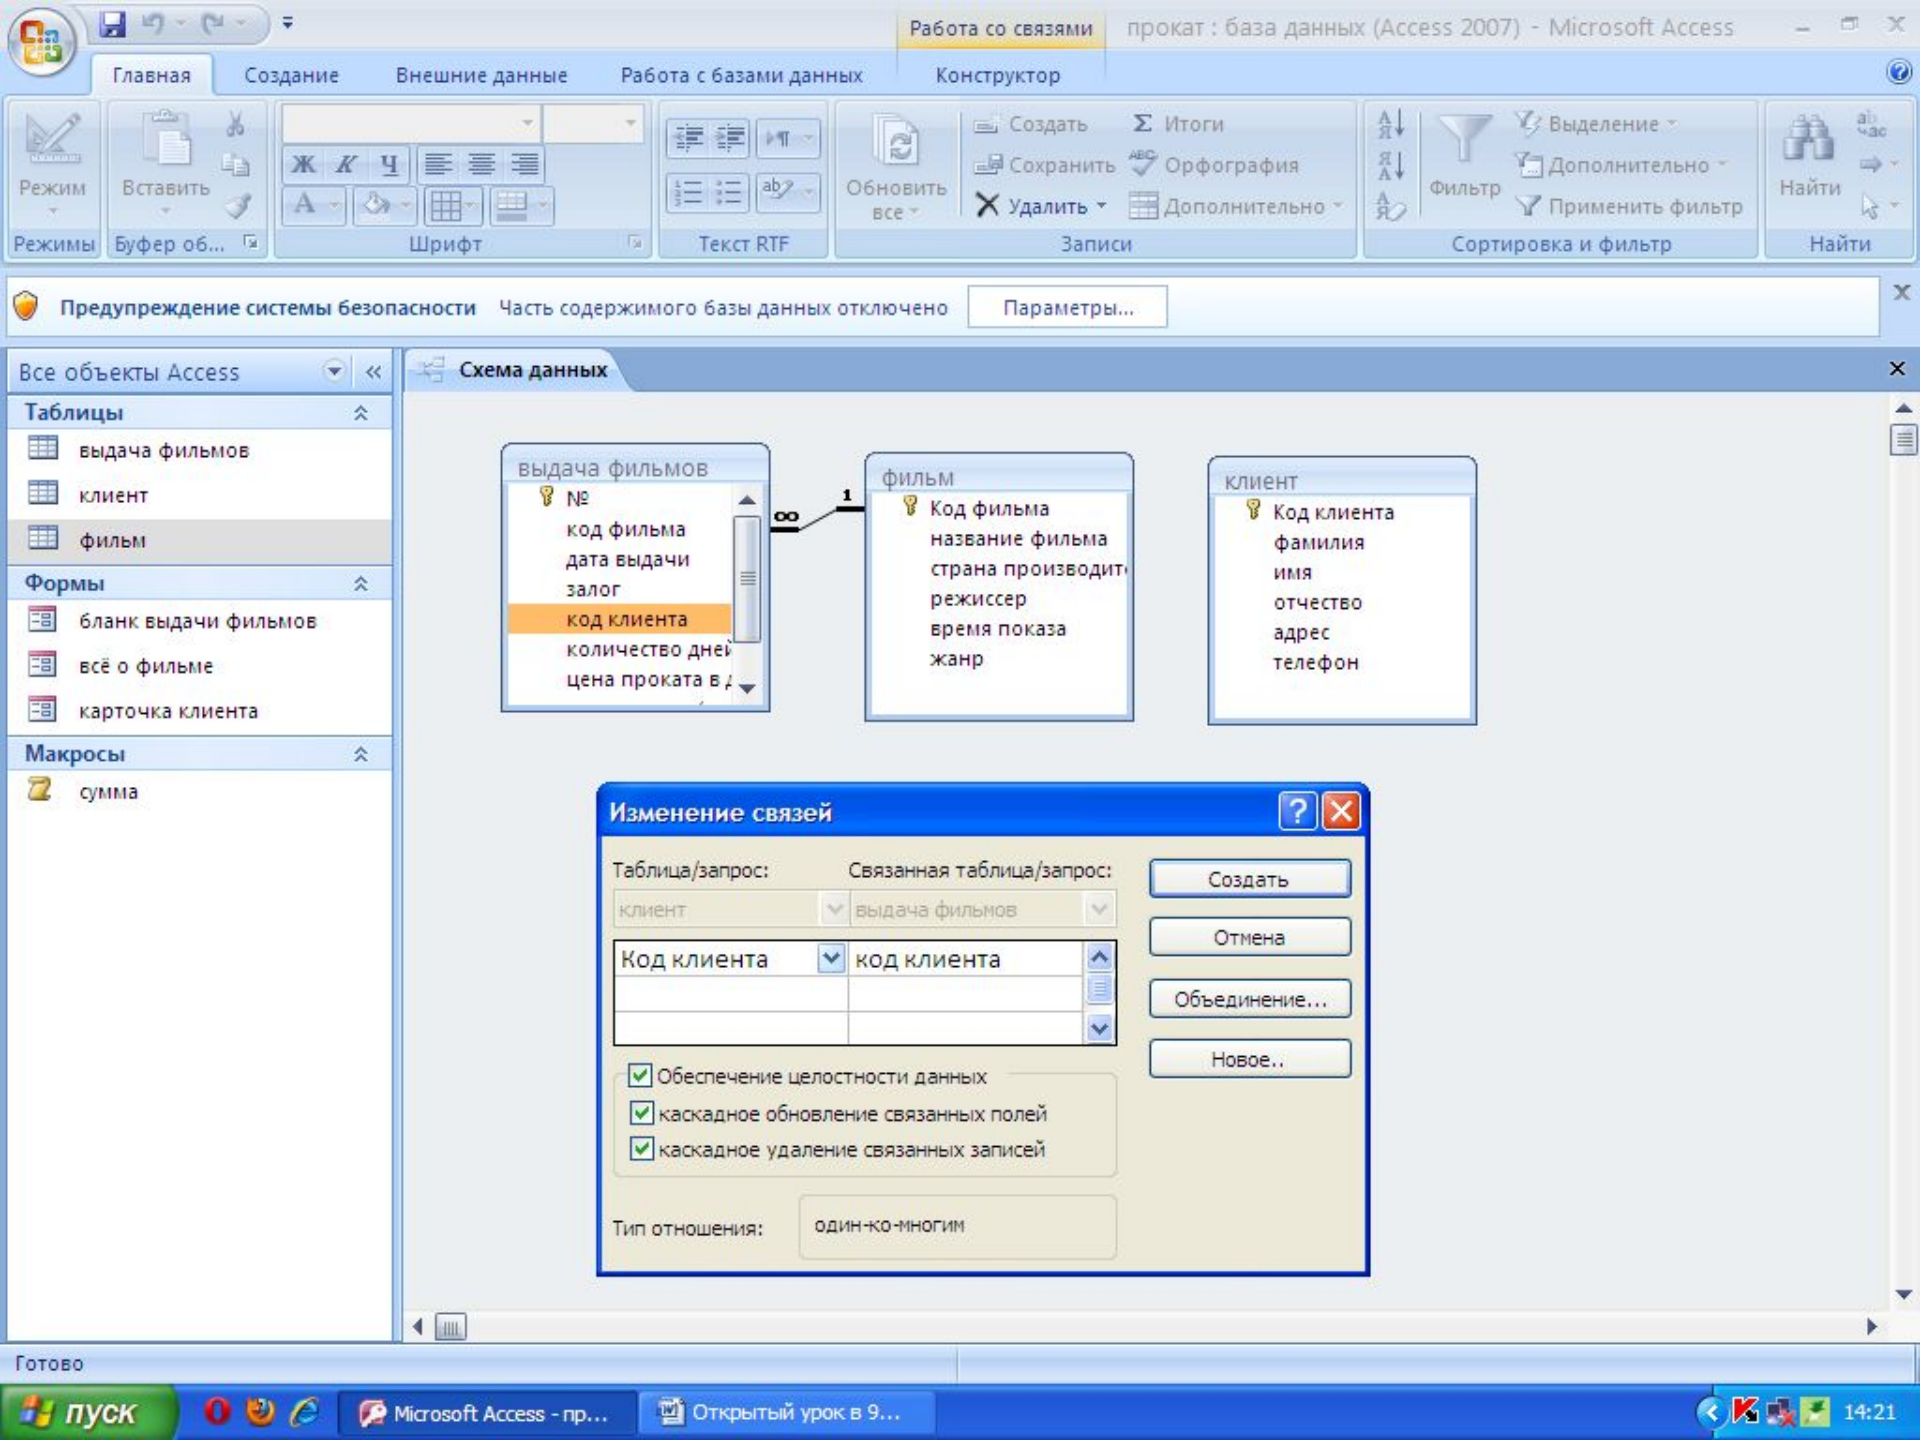 Работа со связями
прокат : база данных (Access 2007) - Microsoft Access
Главная Создание Внешние данные Работа с базами данных Конструктор
Режим
Режимы
Вставить
Буфер об...
Ж К Ч
А
Шрифт
ab
Текст RTF
Обновить все
Создать
Сохранить
Удалить
Σ Итоги
ABC Орфография
Дополнительно
Записи
Фильтр
Выделение
Дополнительно
Применить фильтр
Сортировка и фильтр
Найти
Найти
Предупреждение системы безопасности Часть содержимого базы данных отключено Параметры...
Все объекты Access
Таблицы
выдача фильмов
клиент
фильм
Формы
бланк выдачи фильмов
всё о фильме
карточка клиента
Макросы
сумма
Схема данных
выдача фильмов
№
код фильма
дата выдачи
залог
код клиента
количество дней
цена проката в д
∞ 1
фильм
Код фильма
название фильма
страна производит
режиссер
время показа
жанр
клиент
Код клиента
фамилия
имя
отчество
адрес
телефон
Изменение связей
Таблица/запрос: Связанная таблица/запрос:
клиент выдача фильмов
Код клиента код клиента
Обеспечение целостности данных
каскадное обновление связанных полей
каскадное удаление связанных записей
Тип отношения: один-ко-многим
Создать
Отмена
Объединение...
Новое..
Готово
пуск
Microsoft Access - пр...
Открытый урок в 9...
14:21